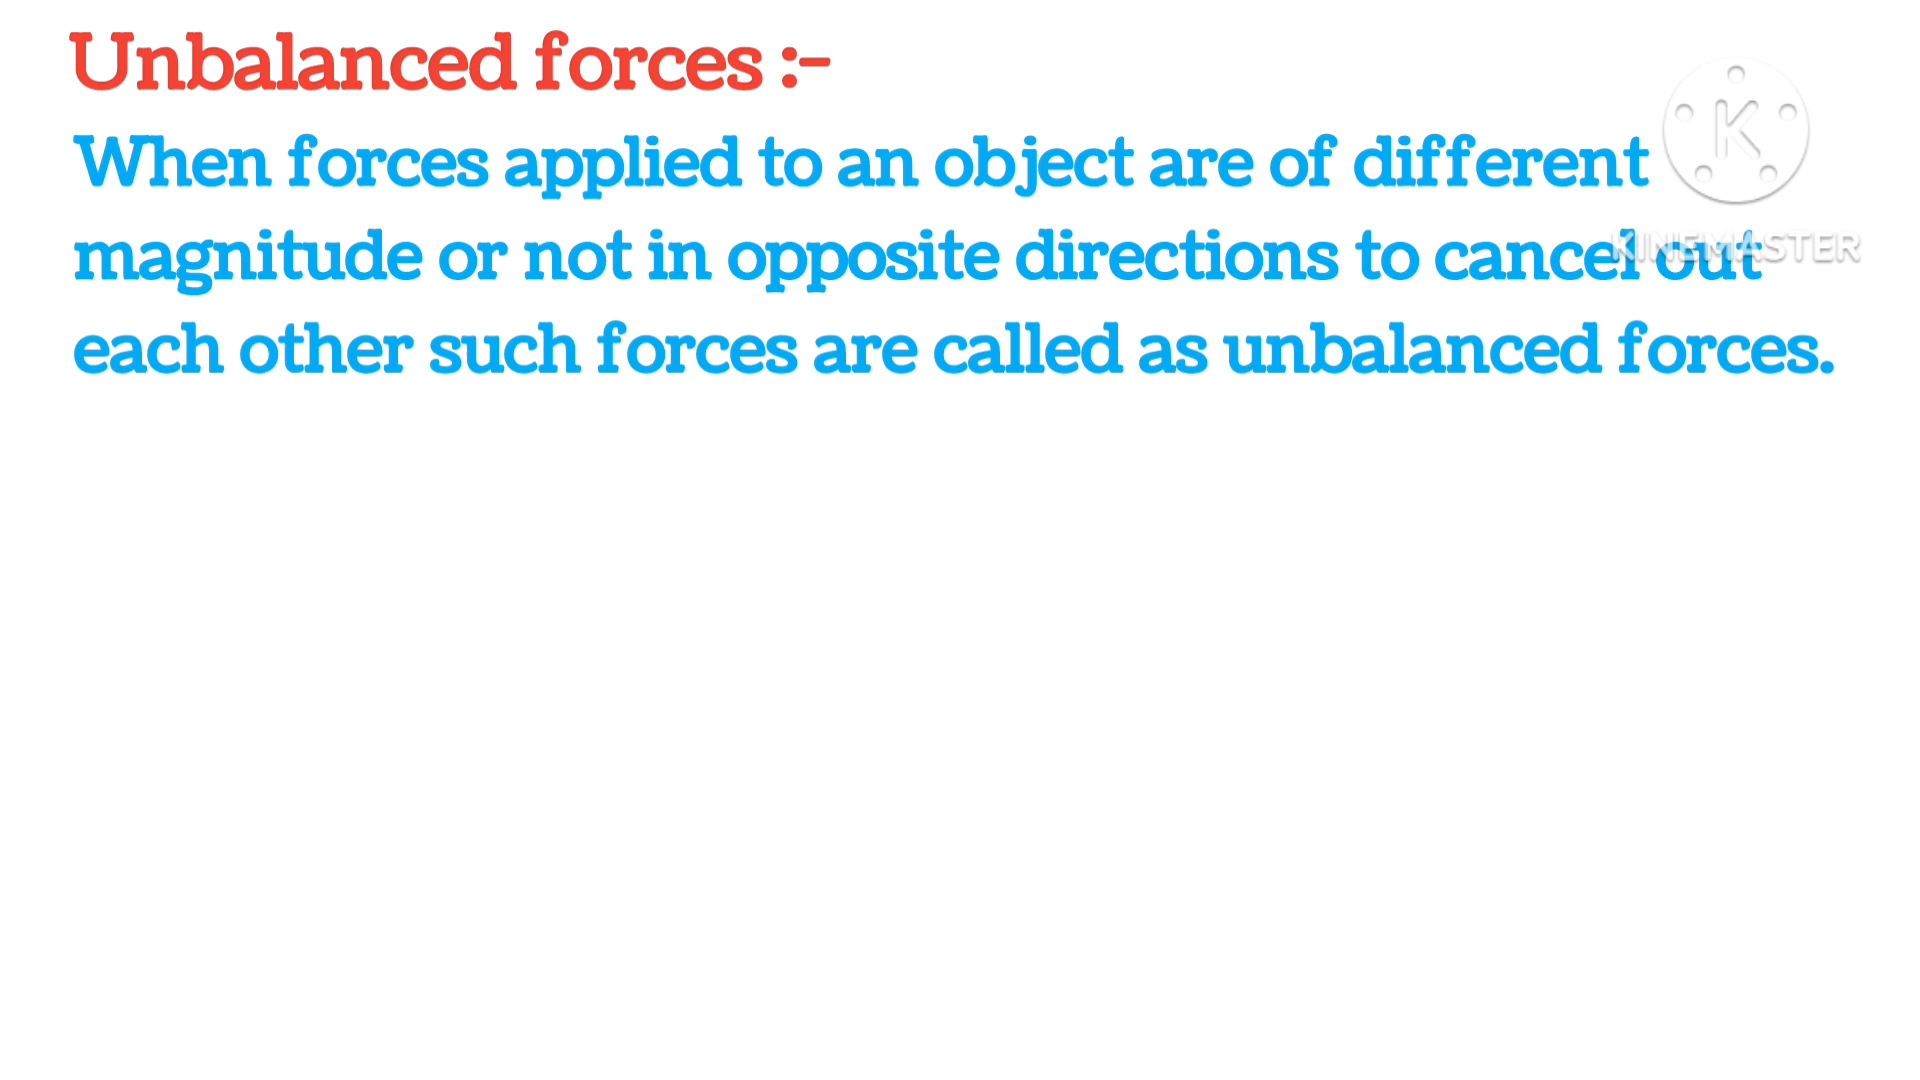 Unbalanced forces :-
When forces applied to an object are of different
magnitude or not in opposite directions to cancel out
each other such forces are called as unbalanced forces.
K
KINEMASTER